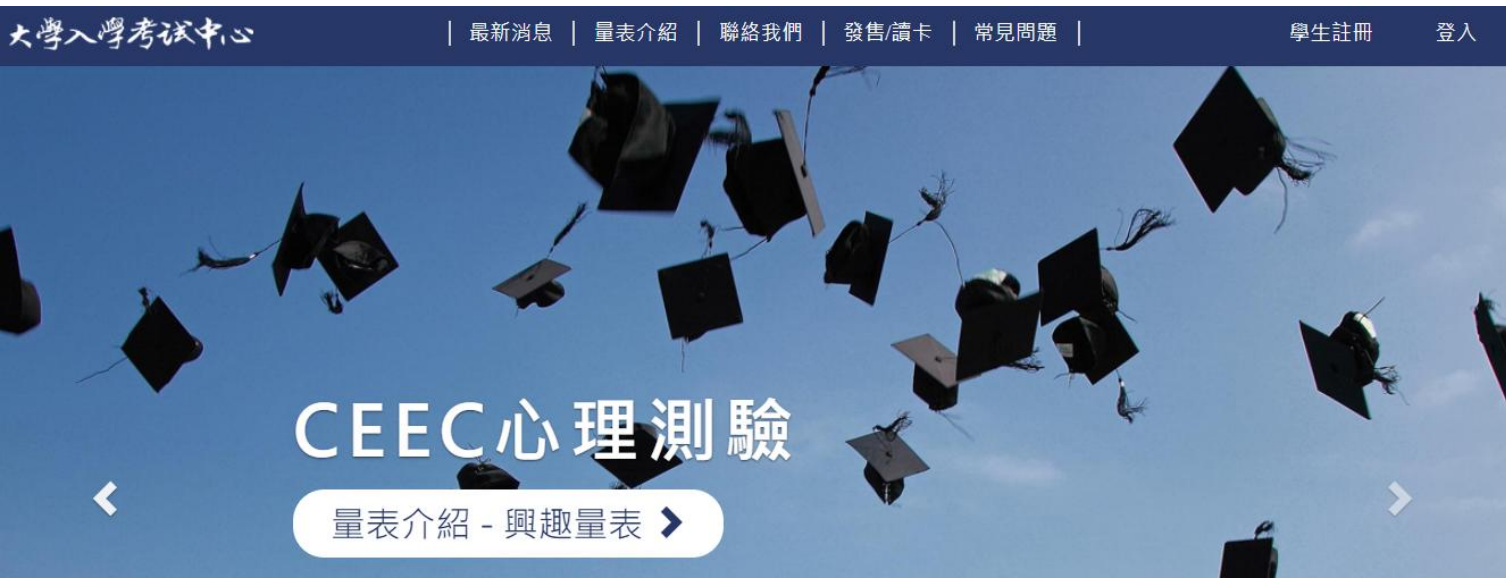 大學入學考試中心 | 最新消息 | 量表介紹 | 聯絡我們 | 發售/讀卡 | 常見問題 | 學生註冊 登入
CEEC心理測驗
量表介紹 - 興趣量表